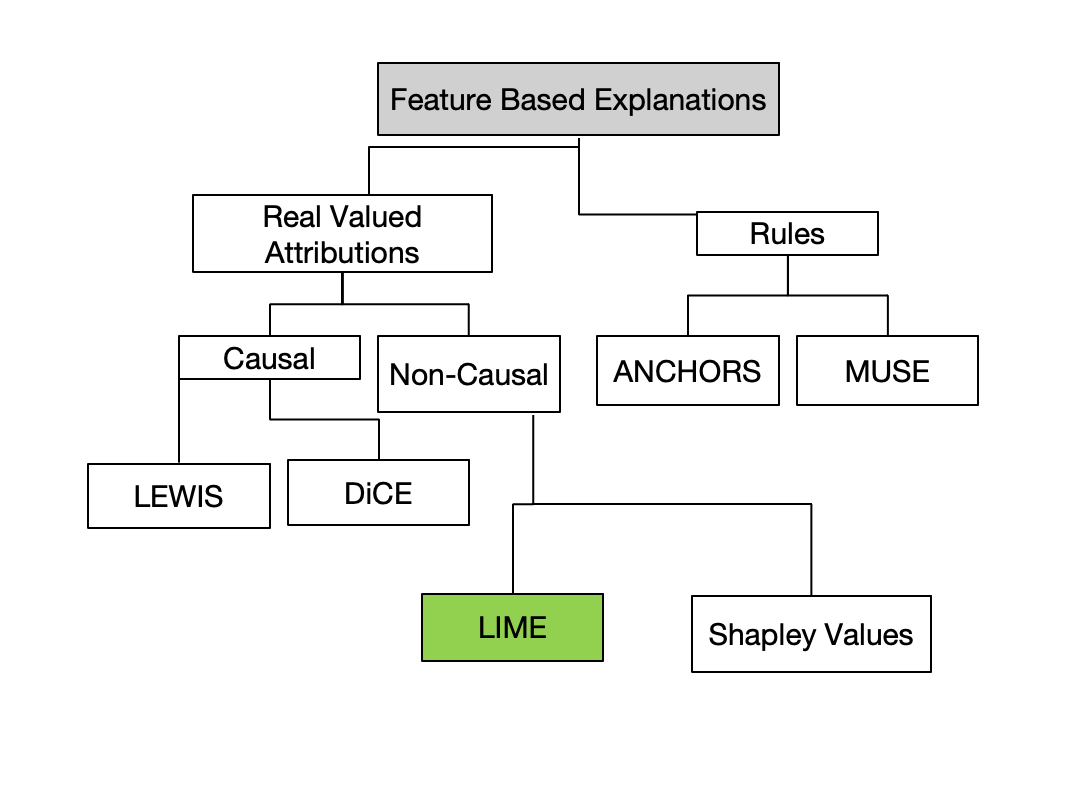 Feature Based Explanations
Real Valued
Attributions
Rules
Causal
Non-Causal
ANCHORS
MUSE
LEWIS
DiCE
LIME
Shapley Values